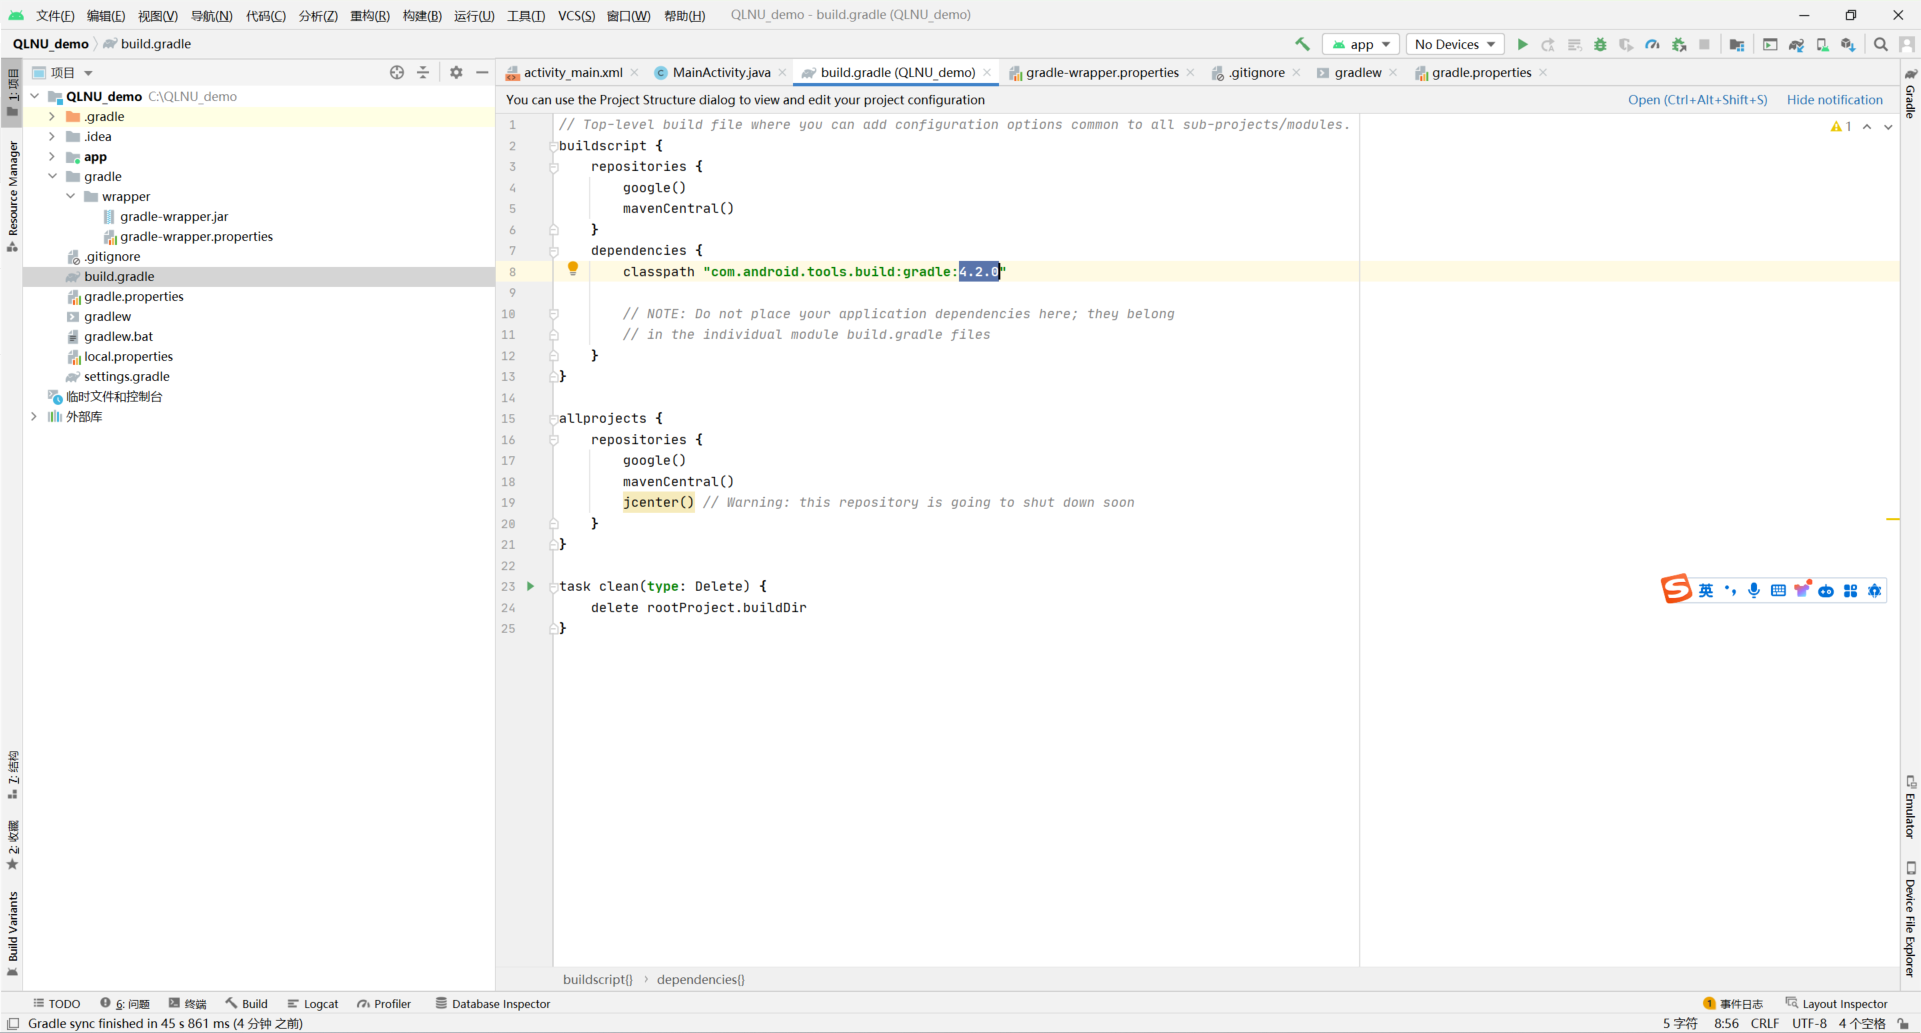 文件(F) 编辑(E) 视图(V) 导航(N) 代码(C) 分析(Z) 重构(R) 构建(B) 运行(U) 工具(T) VCS(S) 窗口(W) 帮助(H) QLNU_demo - build.gradle (QLNU_demo)
QLNU_demo build.gradle app No Devices
1: 项目
Resource Manager
7: 结构
2: 收藏
Build Variants
项目
QLNU_demo C:\QLNU_demo
.gradle
.idea
app
gradle
wrapper
gradle-wrapper.jar
gradle-wrapper.properties
.gitignore
build.gradle
gradle.properties
gradlew
gradlew.bat
local.properties
settings.gradle
临时文件和控制台
外部库
activity_main.xml MainActivity.java build.gradle (QLNU_demo) gradle-wrapper.properties .gitignore gradlew gradle.properties
You can use the Project Structure dialog to view and edit your project configuration Open (Ctrl+Alt+Shift+S) Hide notification
1 // Top-level build file where you can add configuration options common to all sub-projects/modules. 1
2 buildscript {
3 repositories {
4 google()
5 mavenCentral()
6 }
7 dependencies {
8 classpath "com.android.tools.build:gradle:4.2.0"
9
10 // NOTE: Do not place your application dependencies here; they belong
11 // in the individual module build.gradle files
12 }
13 }
14
15 allprojects {
16 repositories {
17 google()
18 mavenCentral()
19 jcenter() // Warning: this repository is going to shut down soon
20 }
21 }
22
23 task clean(type: Delete) {
24 delete rootProject.buildDir
25 }
S 英
Gradle
Emulator
Device File Explorer
buildscript{} › dependencies{}
TODO 6: 问题 终端 Build Logcat Profiler Database Inspector 1 事件日志 Layout Inspector
Gradle sync finished in 45 s 861 ms (4 分钟 之前) 5 字符 8:56 CRLF UTF-8 4 个空格